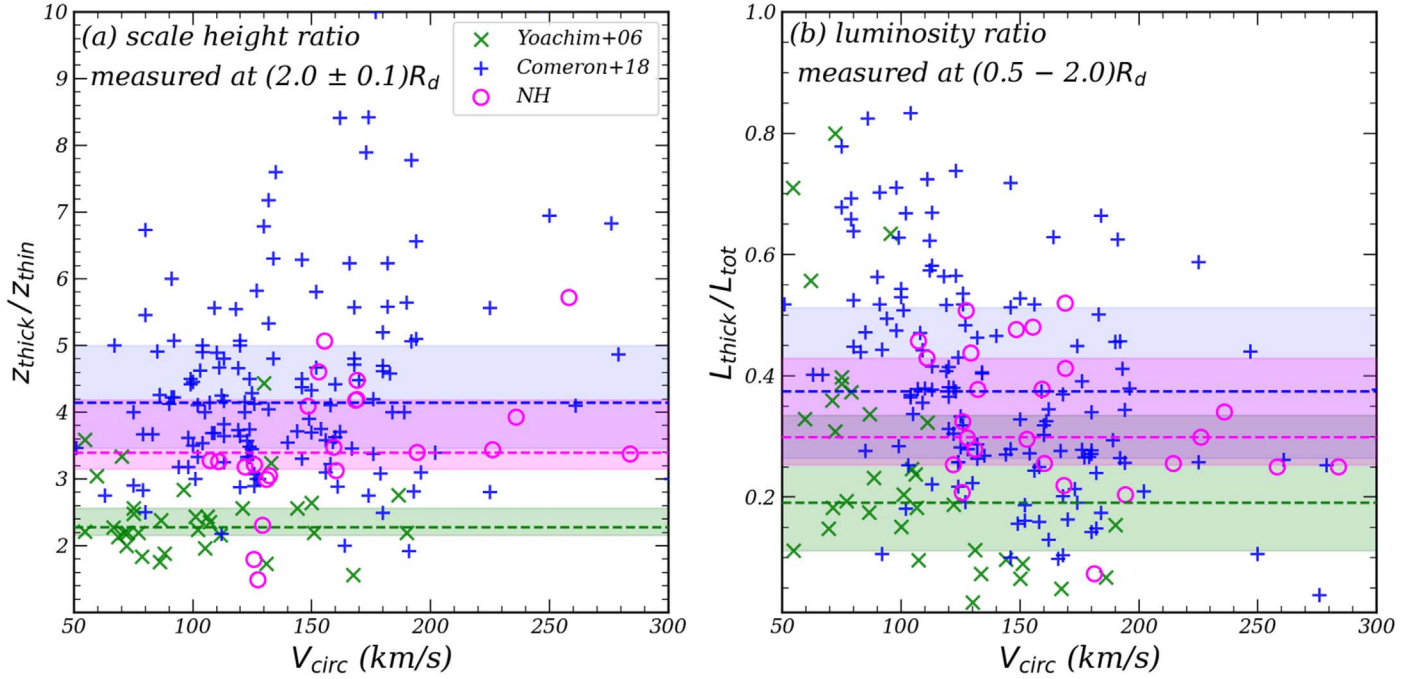 (a) scale height ratio
measured at (2.0 ± 0.1)R_d
Yoachim+06
Comeron+18
NH
10
9
8
7
6
5
4
3
2
z_thick / z_thin
50 100 150 200 250 300
V_circ (km/s)
(b) luminosity ratio
measured at (0.5 − 2.0)R_d
1.0
0.8
0.6
0.4
0.2
L_thick / L_tot
50 100 150 200 250 300
V_circ (km/s)